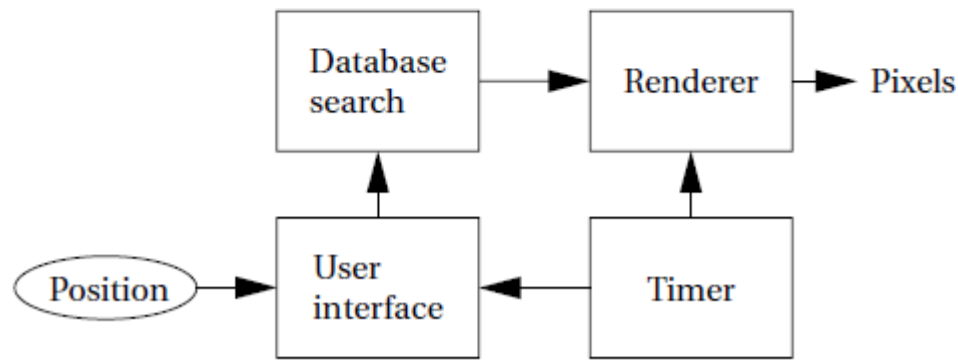 Database
search
Renderer
Pixels
Position
User
interface
Timer